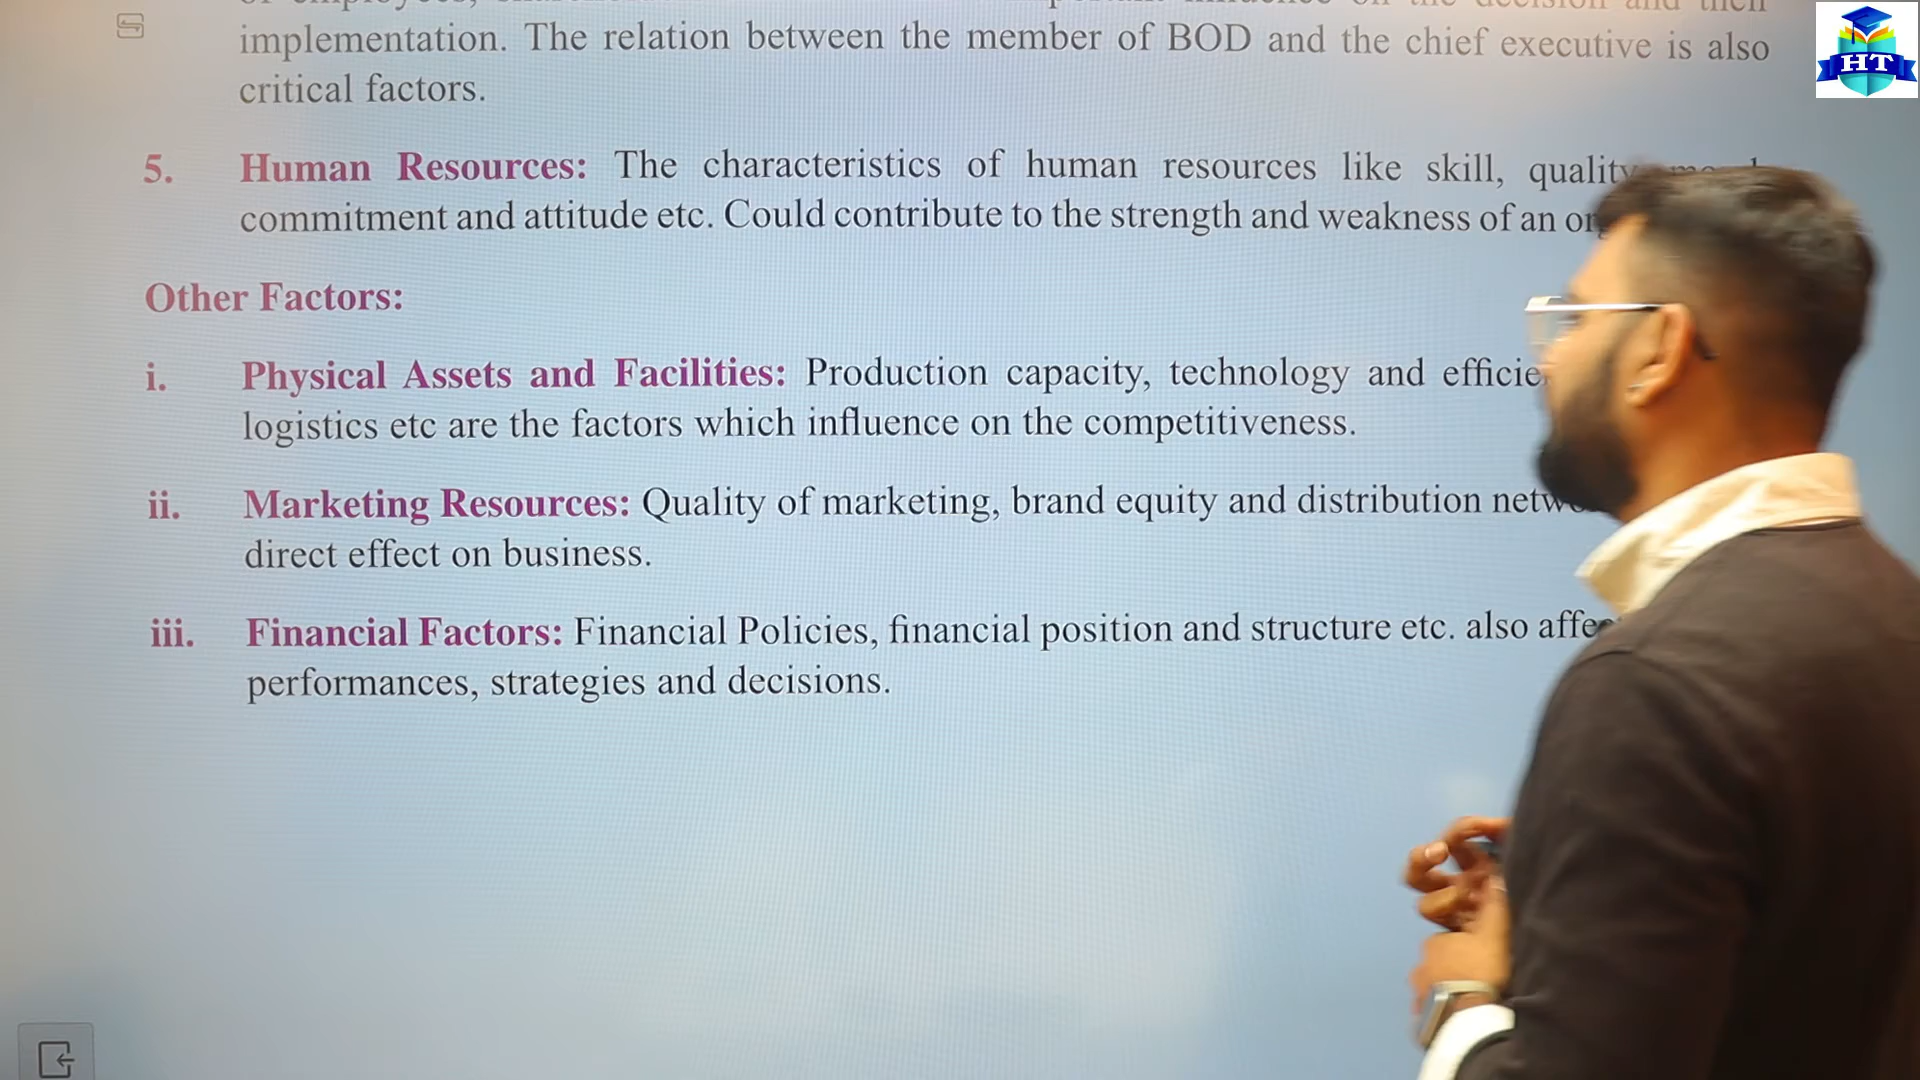 implementation. The relation between the member of BOD and the chief executive is also
critical factors.
5. Human Resources: The characteristics of human resources like skill, quality
commitment and attitude etc. Could contribute to the strength and weakness of an
Other Factors:
i. Physical Assets and Facilities: Production capacity, technology and
logistics etc are the factors which influence on the competitiveness.
ii. Marketing Resources: Quality of marketing, brand equity and distribution
direct effect on business.
iii. Financial Factors: Financial Policies, financial position and structure etc. also
performances, strategies and decisions.
HT